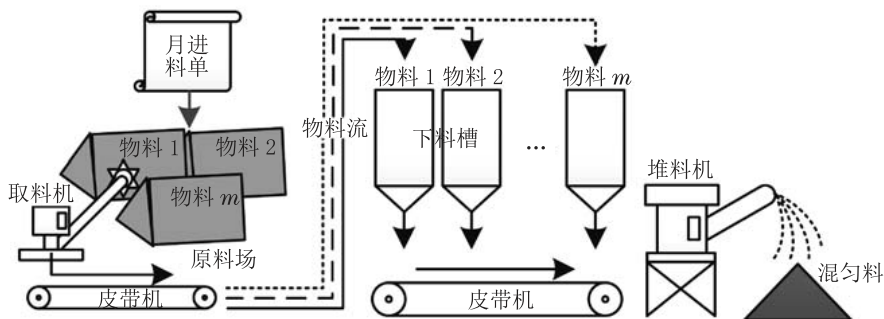 月进
料单
物料 1
物料 2
物料 m
取料机
原料场
皮带机
物料流
物料 1
物料 2
物料 m
下料槽
...
皮带机
堆料机
混匀料